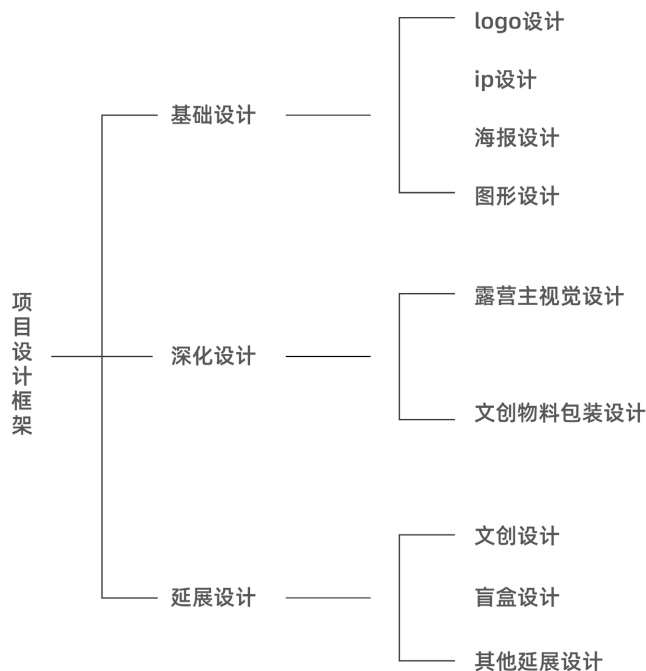 项目设计框架
基础设计
logo设计
ip设计
海报设计
图形设计
深化设计
露营主视觉设计
文创物料包装设计
延展设计
文创设计
盲盒设计
其他延展设计